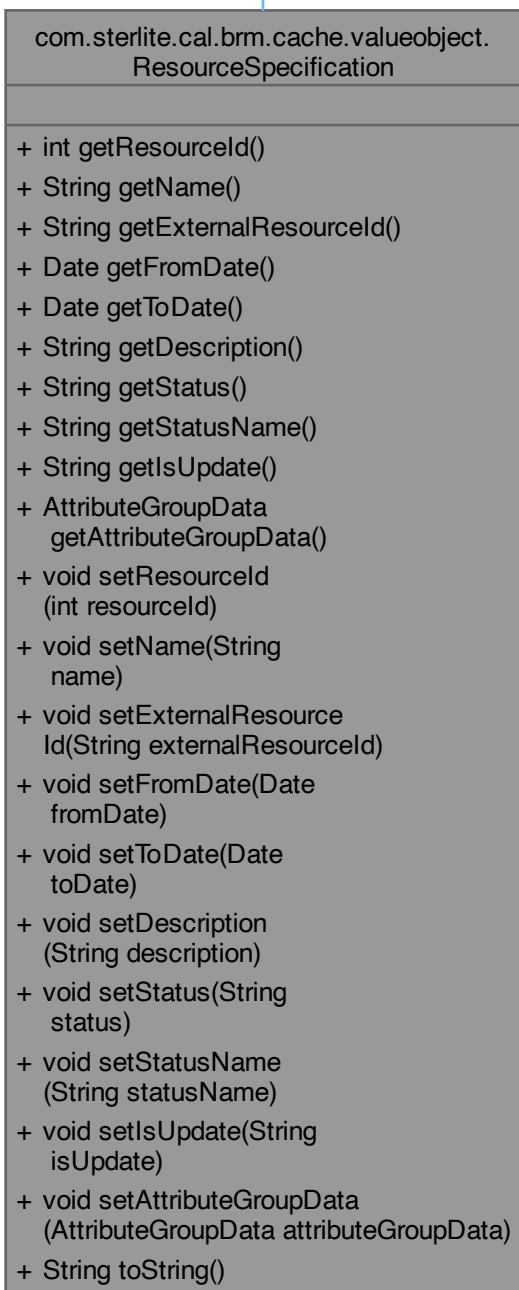 com.sterlite.cal.brm.cache.valueobject.
ResourceSpecification
+ int getResourceId()
+ String getName()
+ String getExternalResourceId()
+ Date getFromDate()
+ Date getToDate()
+ String getDescription()
+ String getStatus()
+ String getStatusName()
+ String getIsUpdate()
+ AttributeGroupData
getAttributeGroupData()
+ void setResourceId
(int resourceId)
+ void setName(String
name)
+ void setExternalResource
Id(String externalResourceId)
+ void setFromDate(Date
fromDate)
+ void setToDate(Date
toDate)
+ void setDescription
(String description)
+ void setStatus(String
status)
+ void setStatusName
(String statusName)
+ void setIsUpdate(String
isUpdate)
+ void setAttributeGroupData
(AttributeGroupData attributeGroupData)
+ String toString()